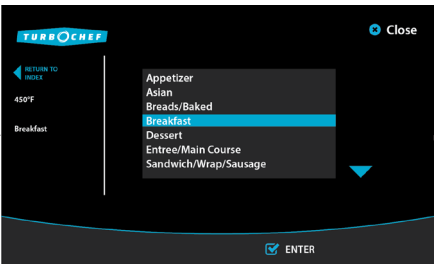 TURBOCHEF
Close
RETURN TO
INDEX
450°F
Breakfast
Appetizer
Asian
Breads/Baked
Breakfast
Dessert
Entree/Main Course
Sandwich/Wrap/Sausage
ENTER